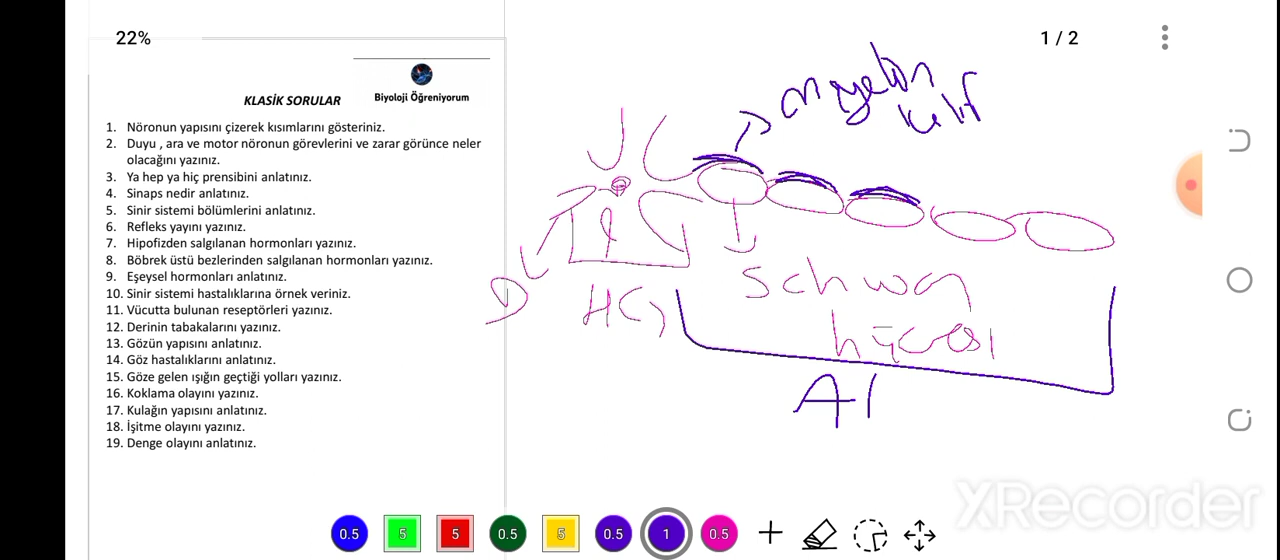 22%
1 / 2
KLASİK SORULAR
Biyoloji Öğreniyorum
1. Nöronun yapısını çizerek kısımlarını gösteriniz.
2. Duyu , ara ve motor nöronun görevlerini ve zarar görünce neler
olacağını yazınız.
3. Ya hep ya hiç prensibini anlatınız.
4. Sinaps nedir anlatınız.
5. Sinir sistemi bölümlerini anlatınız.
6. Refleks yayını yazınız.
7. Hipofizden salgılanan hormonları yazınız.
8. Böbrek üstü bezlerinden salgılanan hormonları yazınız.
9. Eşeysel hormonları anlatınız.
10. Sinir sistemi hastalıklarına örnek veriniz.
11. Vücutta bulunan reseptörleri yazınız.
12. Derinin tabakalarını yazınız.
13. Gözün yapısını anlatınız.
14. Göz hastalıklarını anlatınız.
15. Göze gelen ışığın geçtiği yolları yazınız.
16. Koklama olayını yazınız.
17. Kulağın yapısını anlatınız.
18. İşitme olayını yazınız.
19. Denge olayını anlatınız.
miyelin
kılıf
D
schwan
A
0.5 5 5 0.5 5 0.5 1 0.5
XRecorder